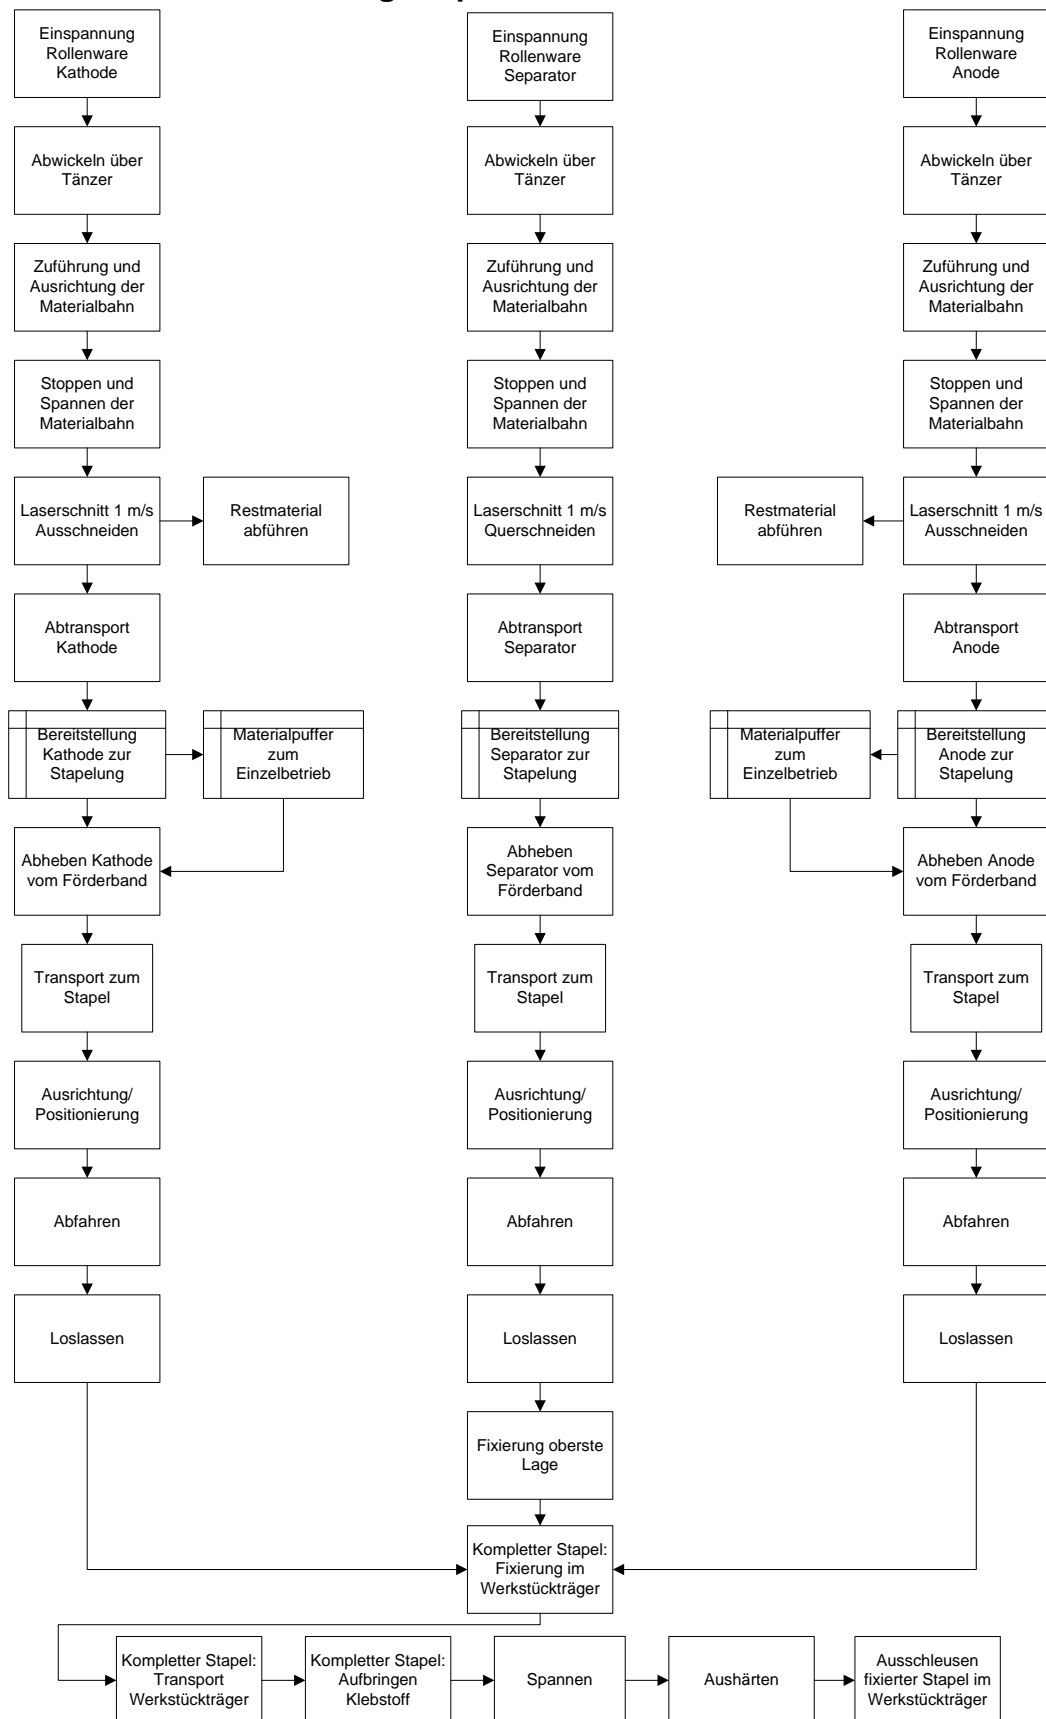 Einspannung
Rollenware
Kathode
Abwickeln über
Tänzer
Zuführung und
Ausrichtung der
Materialbahn
Stoppen und
Spannen der
Materialbahn
Laserschnitt 1 m/s
Ausschneiden
Restmaterial
abführen
Abtransport
Kathode
Bereitstellung
Kathode zur
Stapelung
Materialpuffer
zum
Einzelbetrieb
Abheben Kathode
vom Förderband
Transport zum
Stapel
Ausrichtung/
Positionierung
Abfahren
Loslassen
Einspannung
Rollenware
Separator
Abwickeln über
Tänzer
Zuführung und
Ausrichtung der
Materialbahn
Stoppen und
Spannen der
Materialbahn
Laserschnitt 1 m/s
Querschneiden
Abtransport
Separator
Bereitstellung
Separator zur
Stapelung
Abheben
Separator vom
Förderband
Transport zum
Stapel
Ausrichtung/
Positionierung
Abfahren
Loslassen
Fixierung oberste
Lage
Einspannung
Rollenware
Anode
Abwickeln über
Tänzer
Zuführung und
Ausrichtung der
Materialbahn
Stoppen und
Spannen der
Materialbahn
Laserschnitt 1 m/s
Ausschneiden
Restmaterial
abführen
Abtransport
Anode
Bereitstellung
Anode zur
Stapelung
Materialpuffer
zum
Einzelbetrieb
Abheben Anode
vom Förderband
Transport zum
Stapel
Ausrichtung/
Positionierung
Abfahren
Loslassen
Kompletter Stapel:
Fixierung im
Werkstückträger
Kompletter Stapel:
Transport
Werkstückträger
Kompletter Stapel:
Aufbringen
Klebstoff
Spannen
Aushärten
Ausschleusen
fixierter Stapel im
Werkstückträger